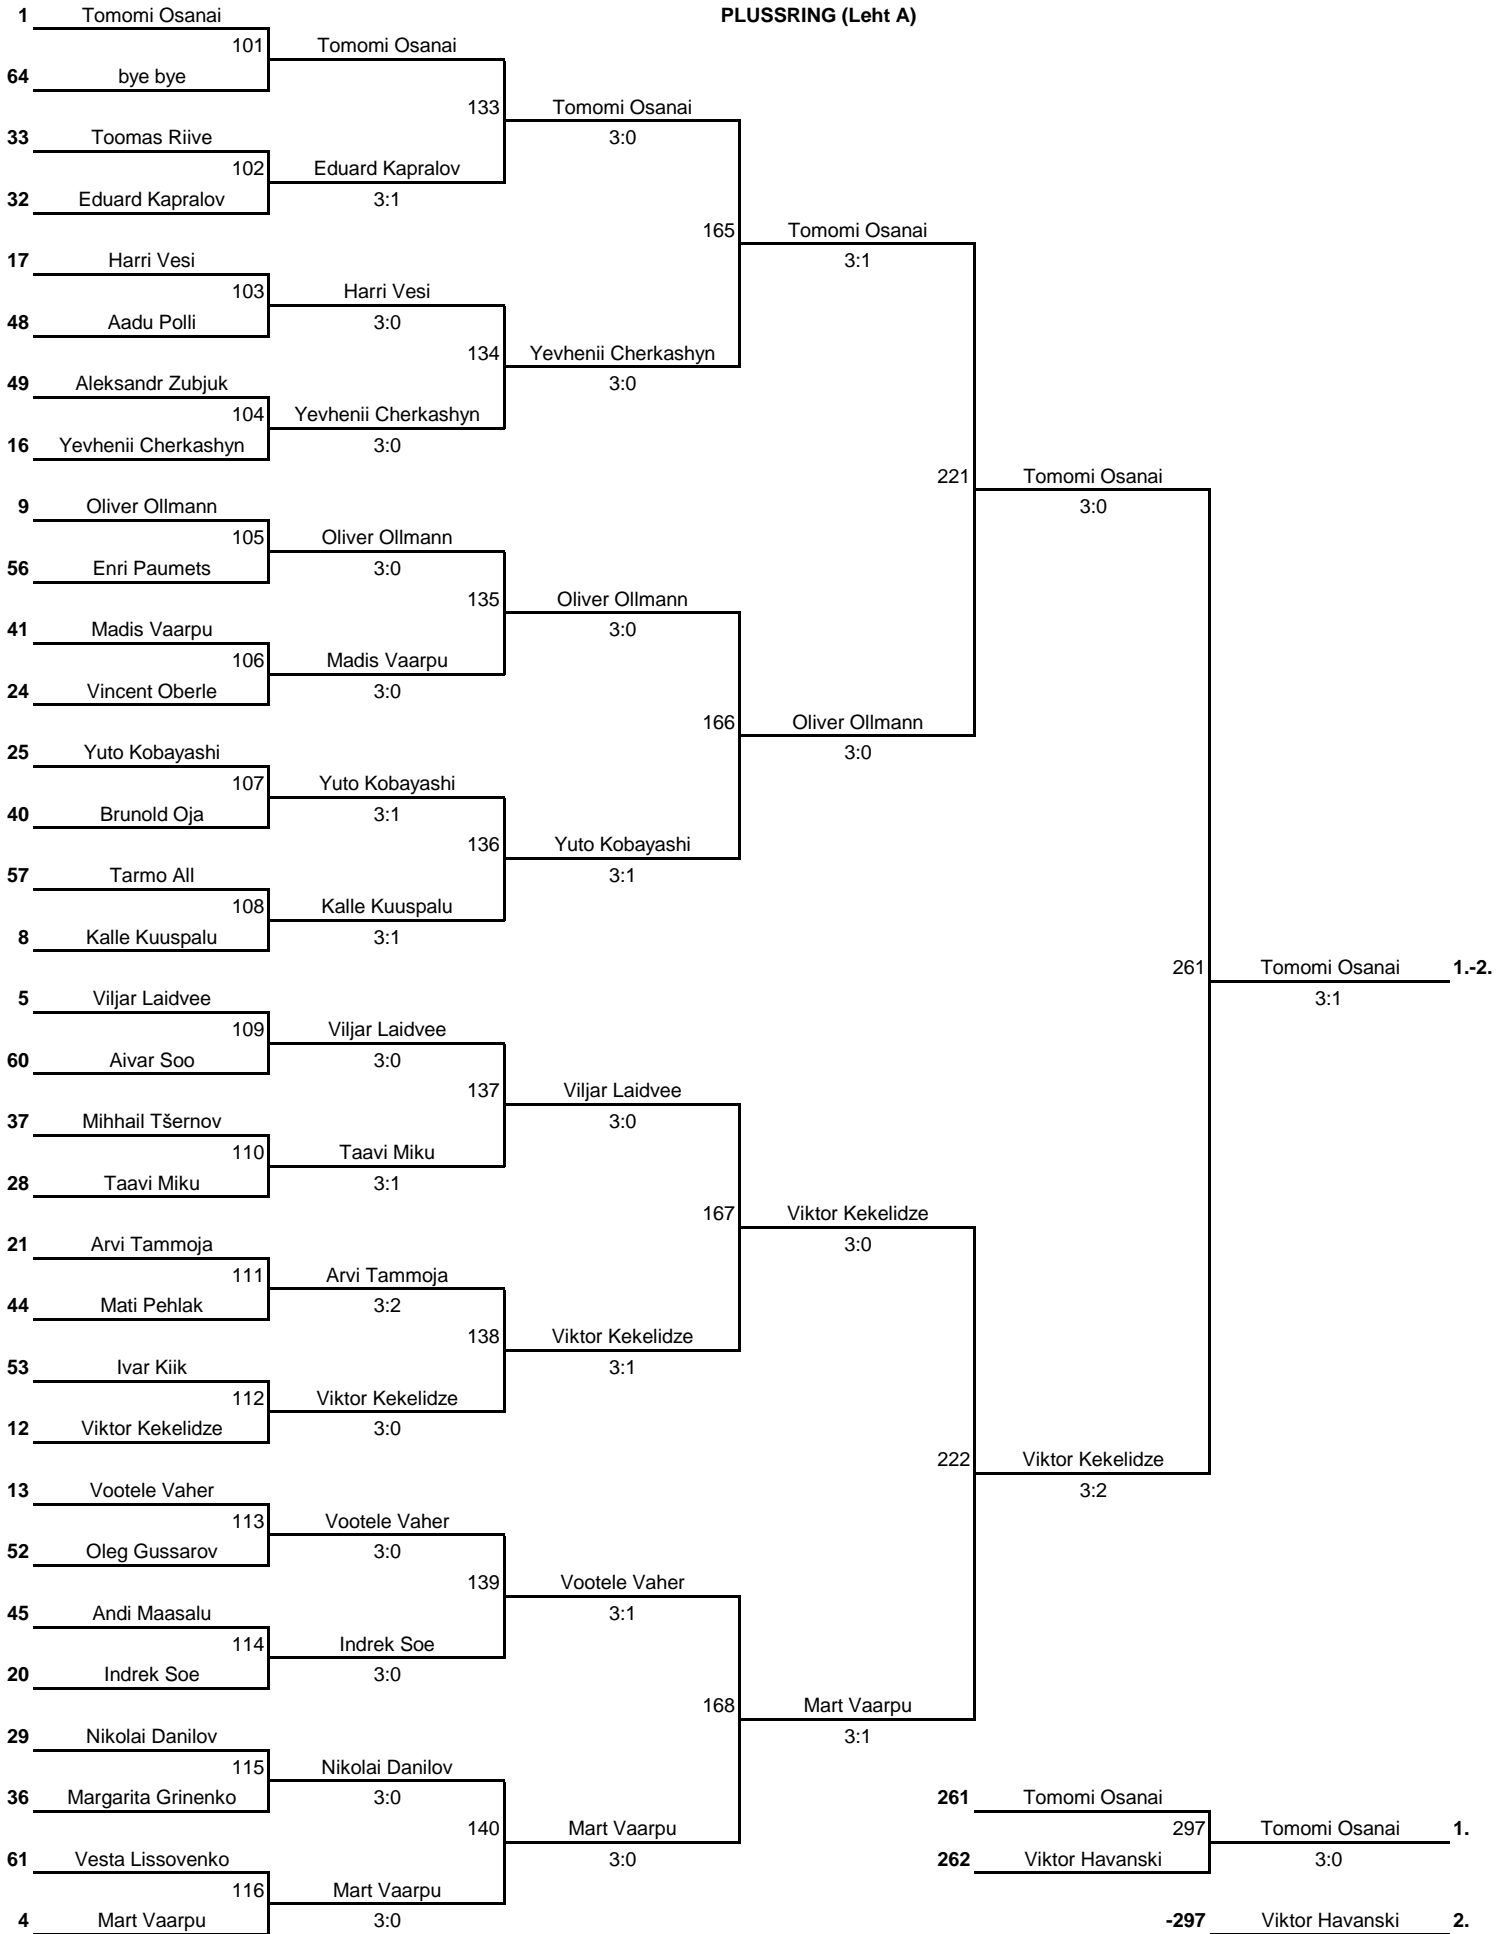 1 Tomomi Osanai PLUSSRING (Leht A)
101 Tomomi Osanai
64 bye bye
133 Tomomi Osanai
33 Toomas Riive 3:0
102 Eduard Kapralov
32 Eduard Kapralov 3:1
165 Tomomi Osanai
17 Harri Vesi 3:1
103 Harri Vesi
48 Aadu Polli 3:0
134 Yevhenii Cherkashyn
49 Aleksandr Zubjuk 3:0
104 Yevhenii Cherkashyn
16 Yevhenii Cherkashyn 3:0
221 Tomomi Osanai
9 Oliver Ollmann 3:0
105 Oliver Ollmann
56 Enri Paumets 3:0
135 Oliver Ollmann
41 Madis Vaarpu 3:0
106 Madis Vaarpu
24 Vincent Oberle 3:0
166 Oliver Ollmann
25 Yuto Kobayashi 3:0
107 Yuto Kobayashi
40 Brunold Oja 3:1
136 Yuto Kobayashi
57 Tarmo All 3:1
108 Kalle Kuuspalu
8 Kalle Kuuspalu 3:1
261 Tomomi Osanai 1.-2.
5 Viljar Laidvee 3:1
109 Viljar Laidvee
60 Aivar Soo 3:0
137 Viljar Laidvee
37 Mihhail Tšernov 3:0
110 Taavi Miku
28 Taavi Miku 3:1
167 Viktor Kekelidze
21 Arvi Tammoja 3:0
111 Arvi Tammoja
44 Mati Pehlak 3:2
138 Viktor Kekelidze
53 Ivar Kiik 3:1
112 Viktor Kekelidze
12 Viktor Kekelidze 3:0
222 Viktor Kekelidze
13 Vootele Vaher 3:2
113 Vootele Vaher
52 Oleg Gussarov 3:0
139 Vootele Vaher
45 Andi Maasalu 3:1
114 Indrek Soe
20 Indrek Soe 3:0
168 Mart Vaarpu
29 Nikolai Danilov 3:1
115 Nikolai Danilov
36 Margarita Grinenko 3:0 261 Tomomi Osanai
140 Mart Vaarpu 297 Tomomi Osanai 1.
61 Vesta Lissovenko 3:0 262 Viktor Havanski 3:0
116 Mart Vaarpu
4 Mart Vaarpu 3:0 -297 Viktor Havanski 2.